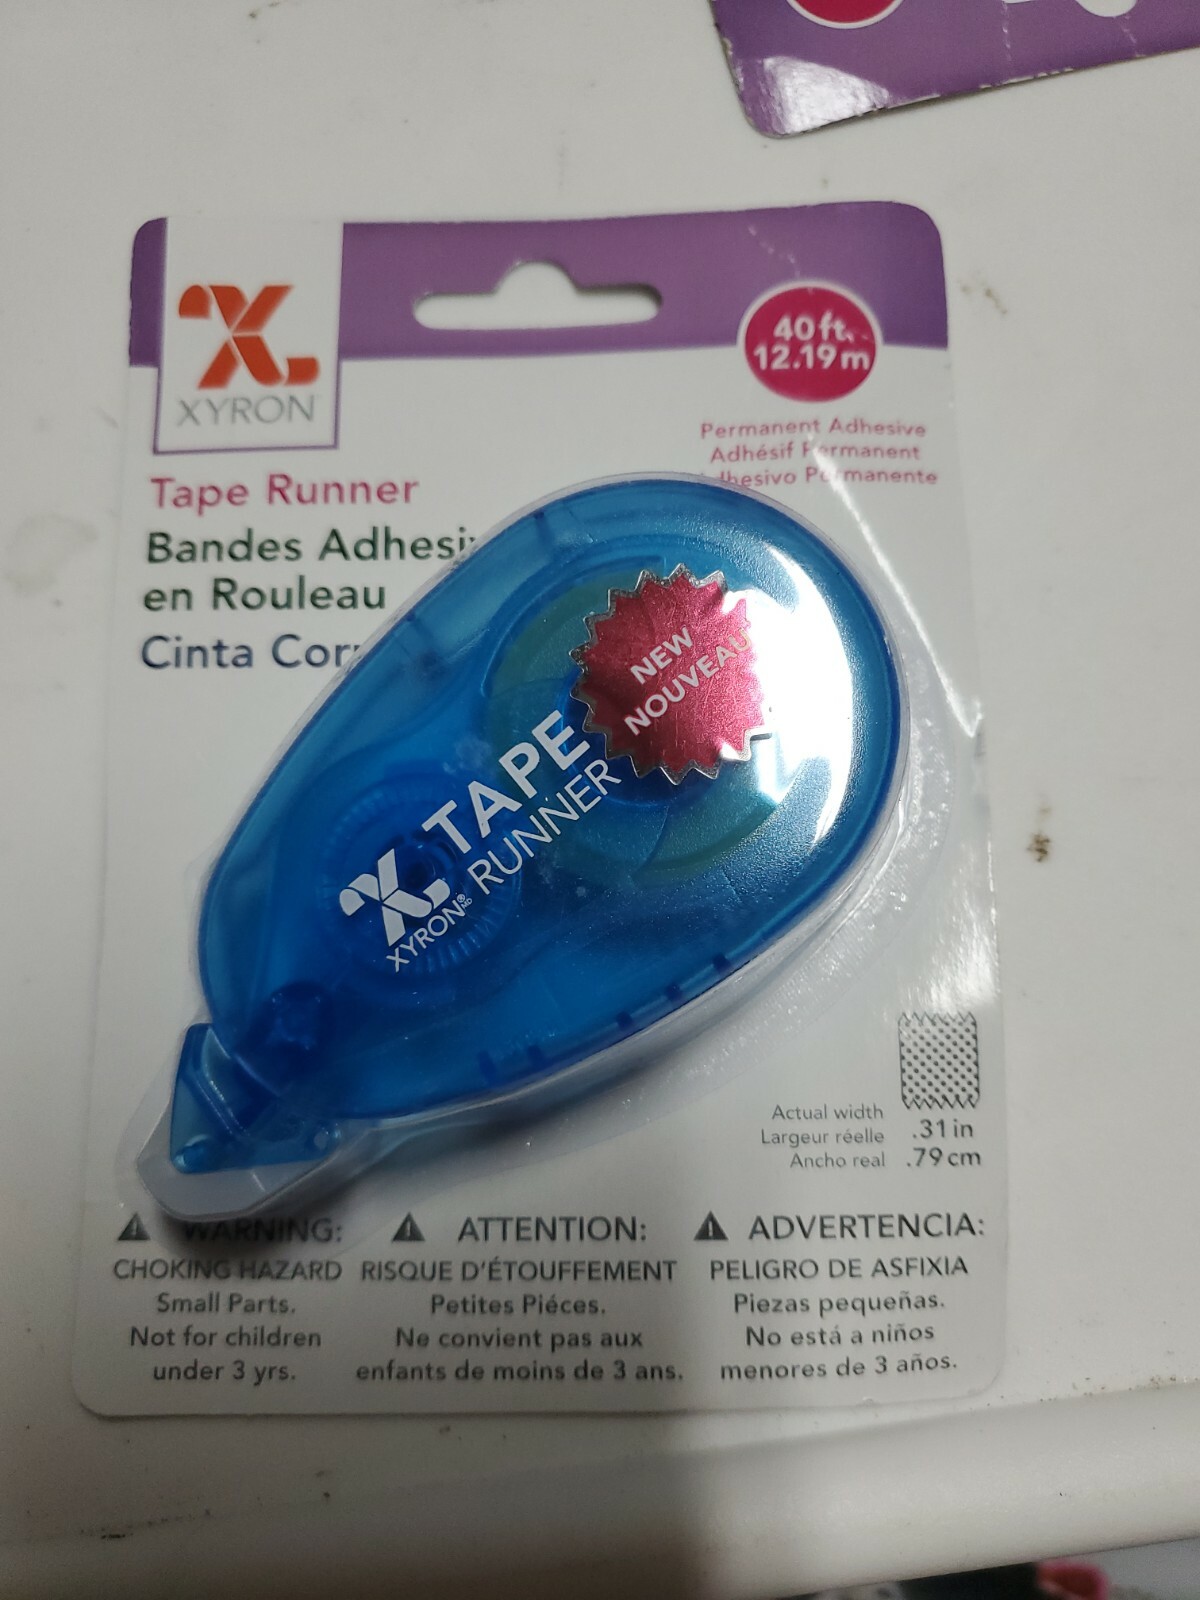 XYRON
40 ft.
12.19 m
Permanent Adhesive
Adhésif Permanent
Permanente
Tape Runner
Bandes
en Rouleau
Cinta
NEW
NOUVEAU
TAPE
RUNNER
XYRON®MD
Actual width
Largeur réelle
Ancho real
.31 in
.79 cm
WARNING:
CHOKING HAZARD
Small Parts.
Not for children
under 3 yrs.
ATTENTION:
RISQUE D'ÉTOUFFEMENT
Petites Piéces.
Ne convient pas aux
enfants de moins de 3 ans.
ADVERTENCIA:
PELIGRO DE ASFIXIA
Piezas pequeñas.
No está a niños
menores de 3 años.